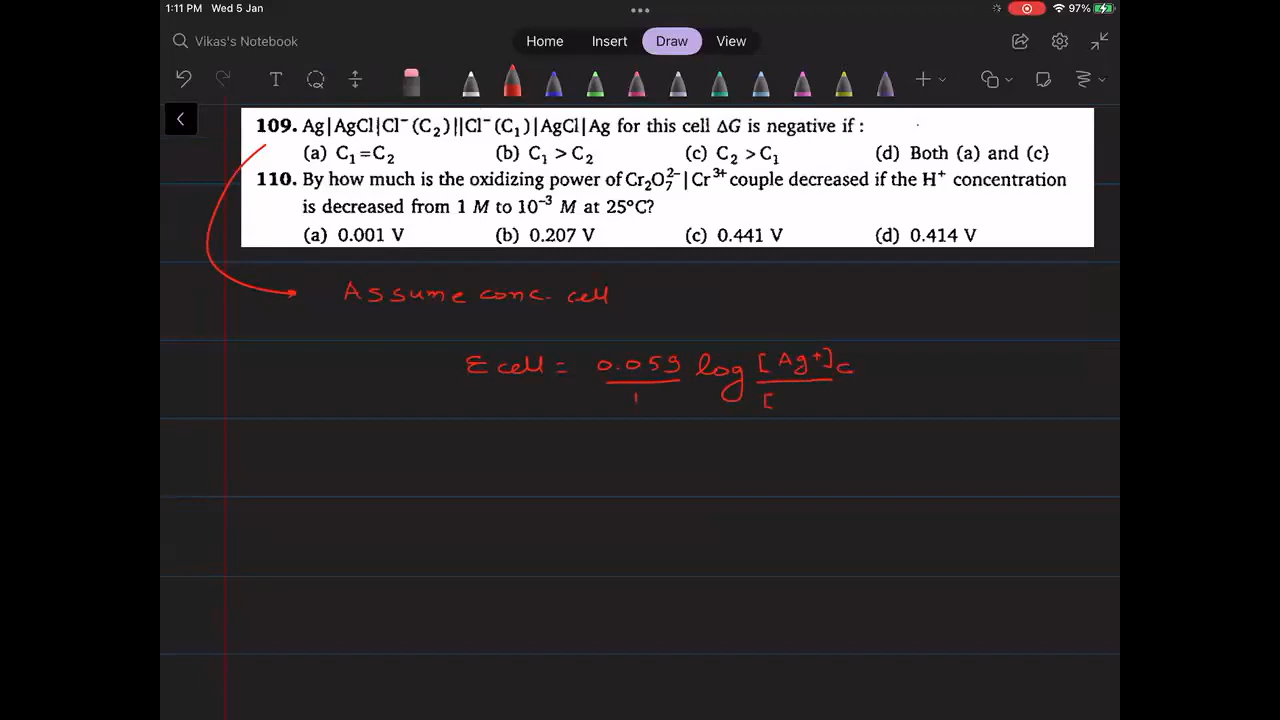 1:11 PM Wed 5 Jan
97%
Vikas's Notebook
Home Insert Draw View
109. Ag|AgCl|Cl⁻(C₂)||Cl⁻(C₁)|AgCl|Ag for this cell ΔG is negative if :
(a) C₁=C₂ (b) C₁ > C₂ (c) C₂ > C₁ (d) Both (a) and (c)
110. By how much is the oxidizing power of Cr₂O₇²⁻|Cr³⁺ couple decreased if the H⁺ concentration
is decreased from 1 M to 10⁻³ M at 25°C?
(a) 0.001 V (b) 0.207 V (c) 0.441 V (d) 0.414 V
Assume conc. cell
E cell = 0.059 log [Ag⁺]c
1 [